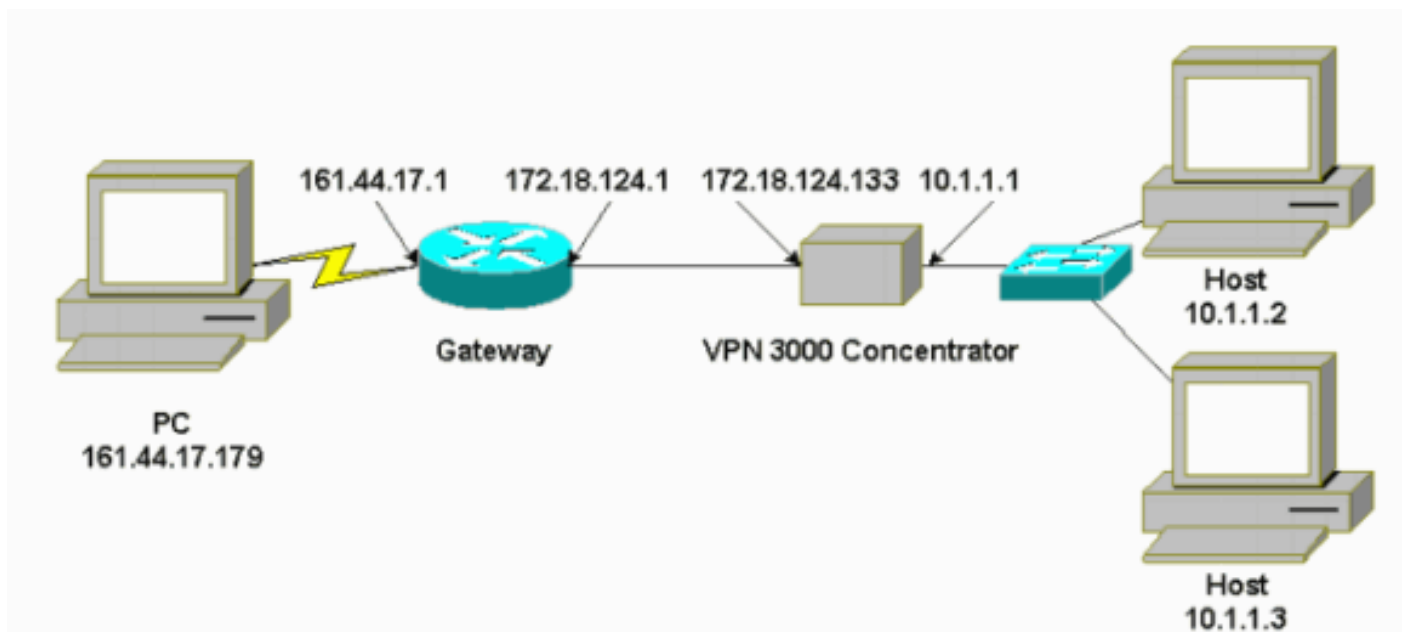 161.44.17.1 172.18.124.1 172.18.124.133 10.1.1.1
Gateway
VPN 3000 Concentrator
PC
161.44.17.179
Host
10.1.1.2
Host
10.1.1.3